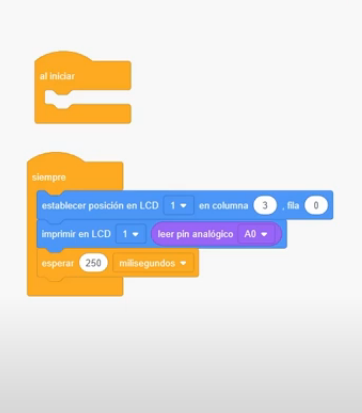 al iniciar
siempre
establecer posición en LCD 1 en columna 3 , fila 0
imprimir en LCD 1 leer pin analógico A0
esperar 250 milisegundos